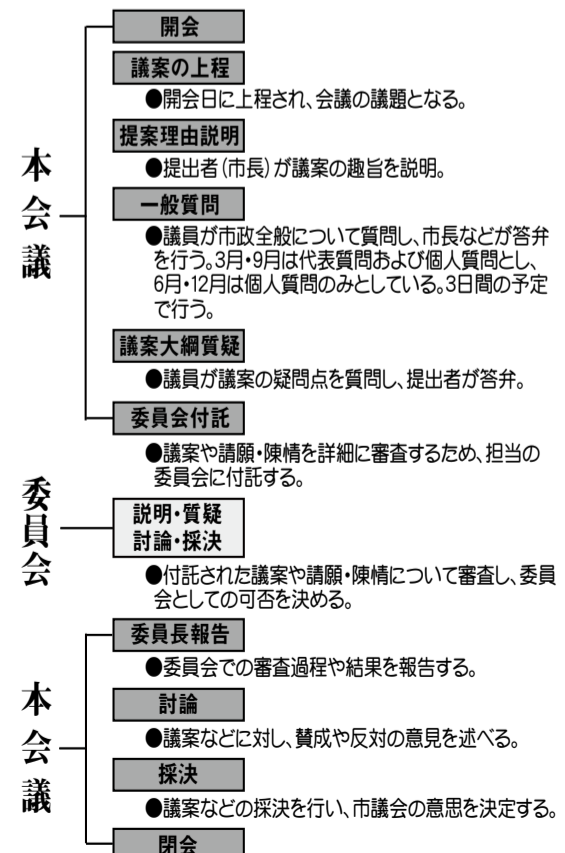 本会議
開会
議案の上程
●開会日に上程され、会議の議題となる。
提案理由説明
●提出者(市長)が議案の趣旨を説明。
一般質問
●議員が市政全般について質問し、市長などが答弁
を行う。3月・9月は代表質問および個人質問とし、
6月・12月は個人質問のみとしている。3日間の予定
で行う。
議案大綱質疑
●議員が議案の疑問点を質問し、提出者が答弁。
委員会付託
●議案や請願・陳情を詳細に審査するため、担当の
委員会に付託する。
委員会
説明・質疑
討論・採決
●付託された議案や請願・陳情について審査し、委員
会としての可否を決める。
本会議
委員長報告
●委員会での審査過程や結果を報告する。
討論
●議案などに対し、賛成や反対の意見を述べる。
採決
●議案などの採決を行い、市議会の意思を決定する。
閉会